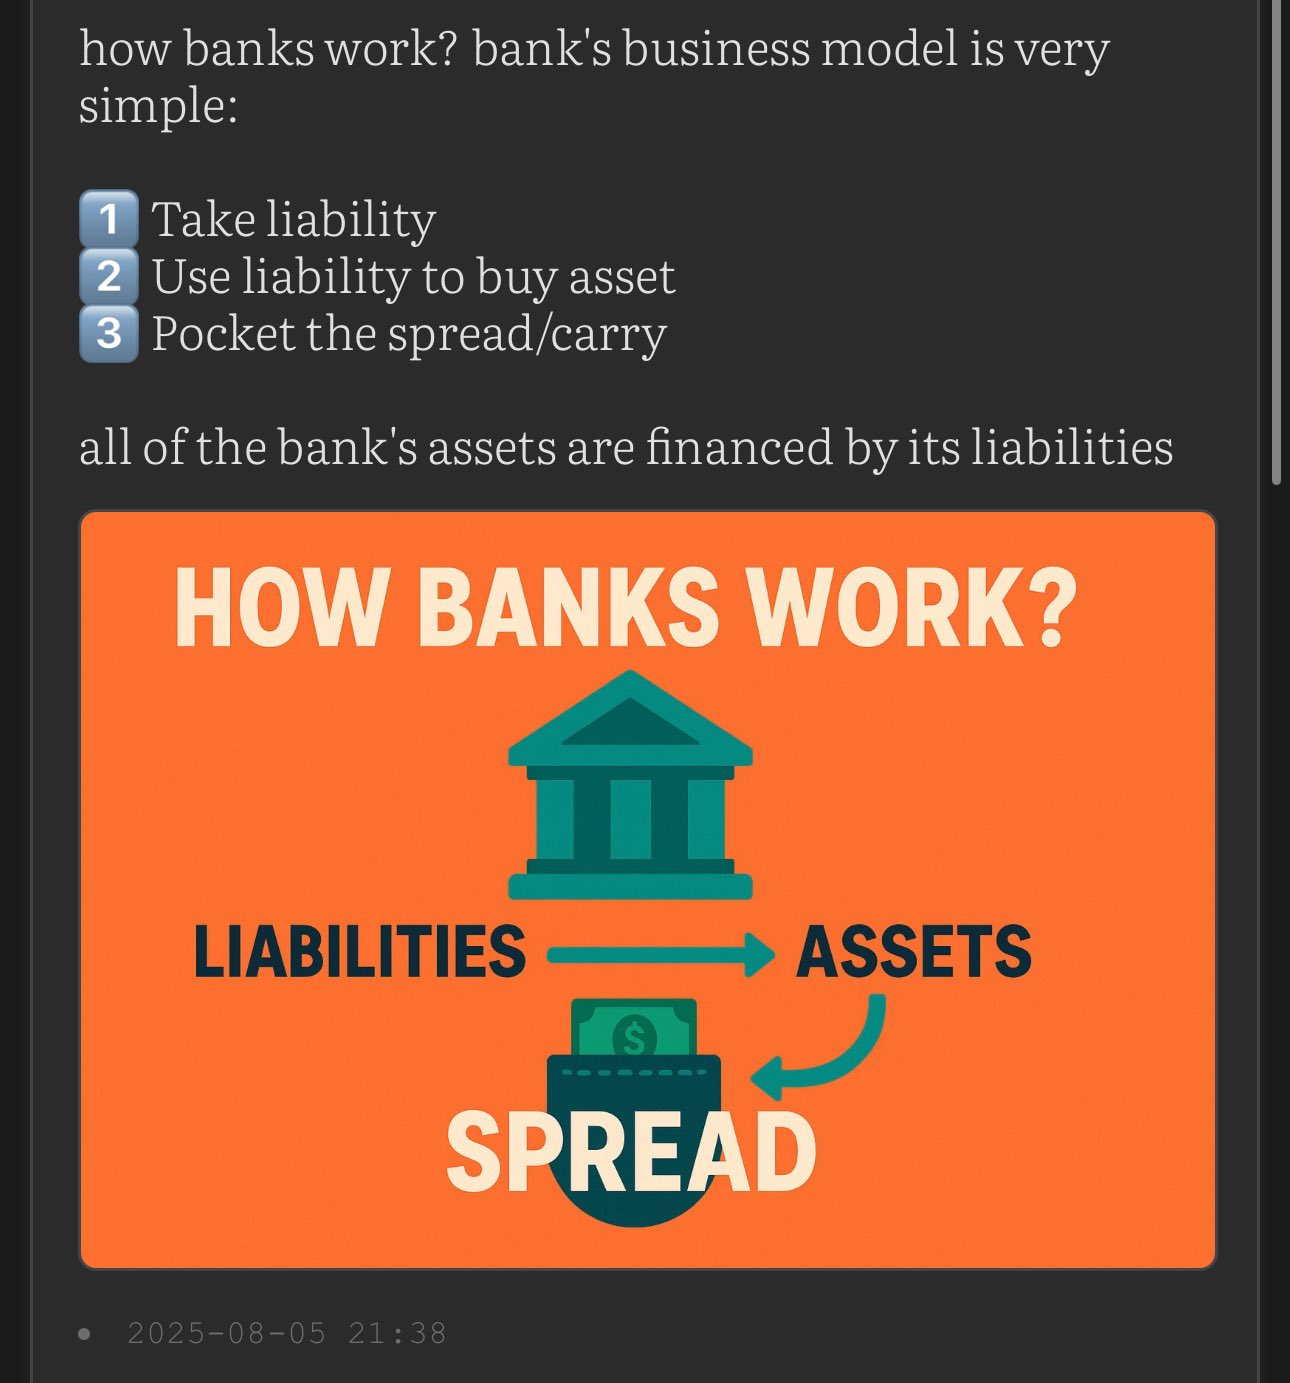 how banks work? bank's business model is very
simple:
1️⃣ Take liability
2️⃣ Use liability to buy asset
3️⃣ Pocket the spread/carry
all of the bank's assets are financed by its liabilities
HOW BANKS WORK?
LIABILITIES ASSETS
$
SPREAD
• 2025-08-05 21:38